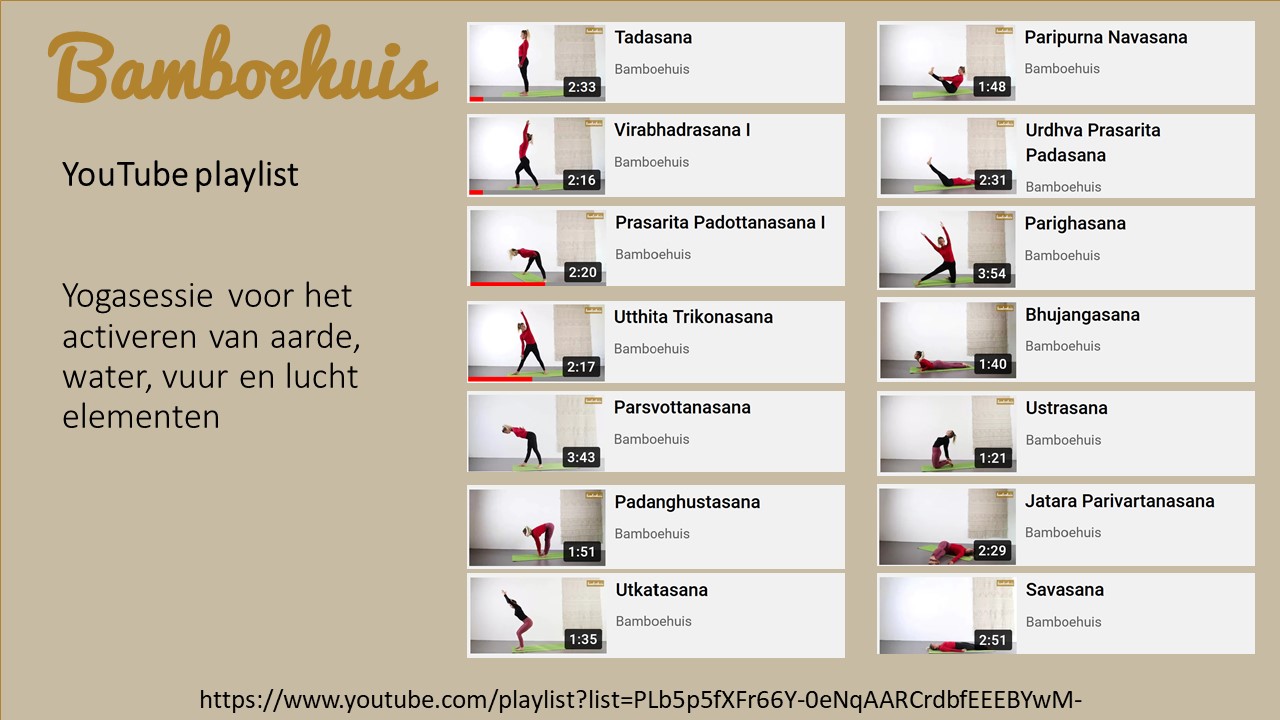 Bamboehuis
YouTube playlist
Yogasessie voor het
activeren van aarde,
water, vuur en lucht
elementen
Tadasana
Bamboehuis
2:33
Virabhadrasana I
Bamboehuis
2:16
Prasarita Padottanasana I
Bamboehuis
2:20
Utthita Trikonasana
Bamboehuis
2:17
Parsvottanasana
Bamboehuis
3:43
Padanghustasana
Bamboehuis
1:51
Utkatasana
Bamboehuis
1:35
Paripurna Navasana
Bamboehuis
1:48
Urdhva Prasarita
Padasana
Bamboehuis
2:31
Parighasana
Bamboehuis
3:54
Bhujangasana
Bamboehuis
1:40
Ustrasana
Bamboehuis
1:21
Jatara Parivartanasana
Bamboehuis
2:29
Savasana
Bamboehuis
2:51
https://www.youtube.com/playlist?list=PLb5p5fXFr66Y-0eNqAARCrdbfEEEBYwM-